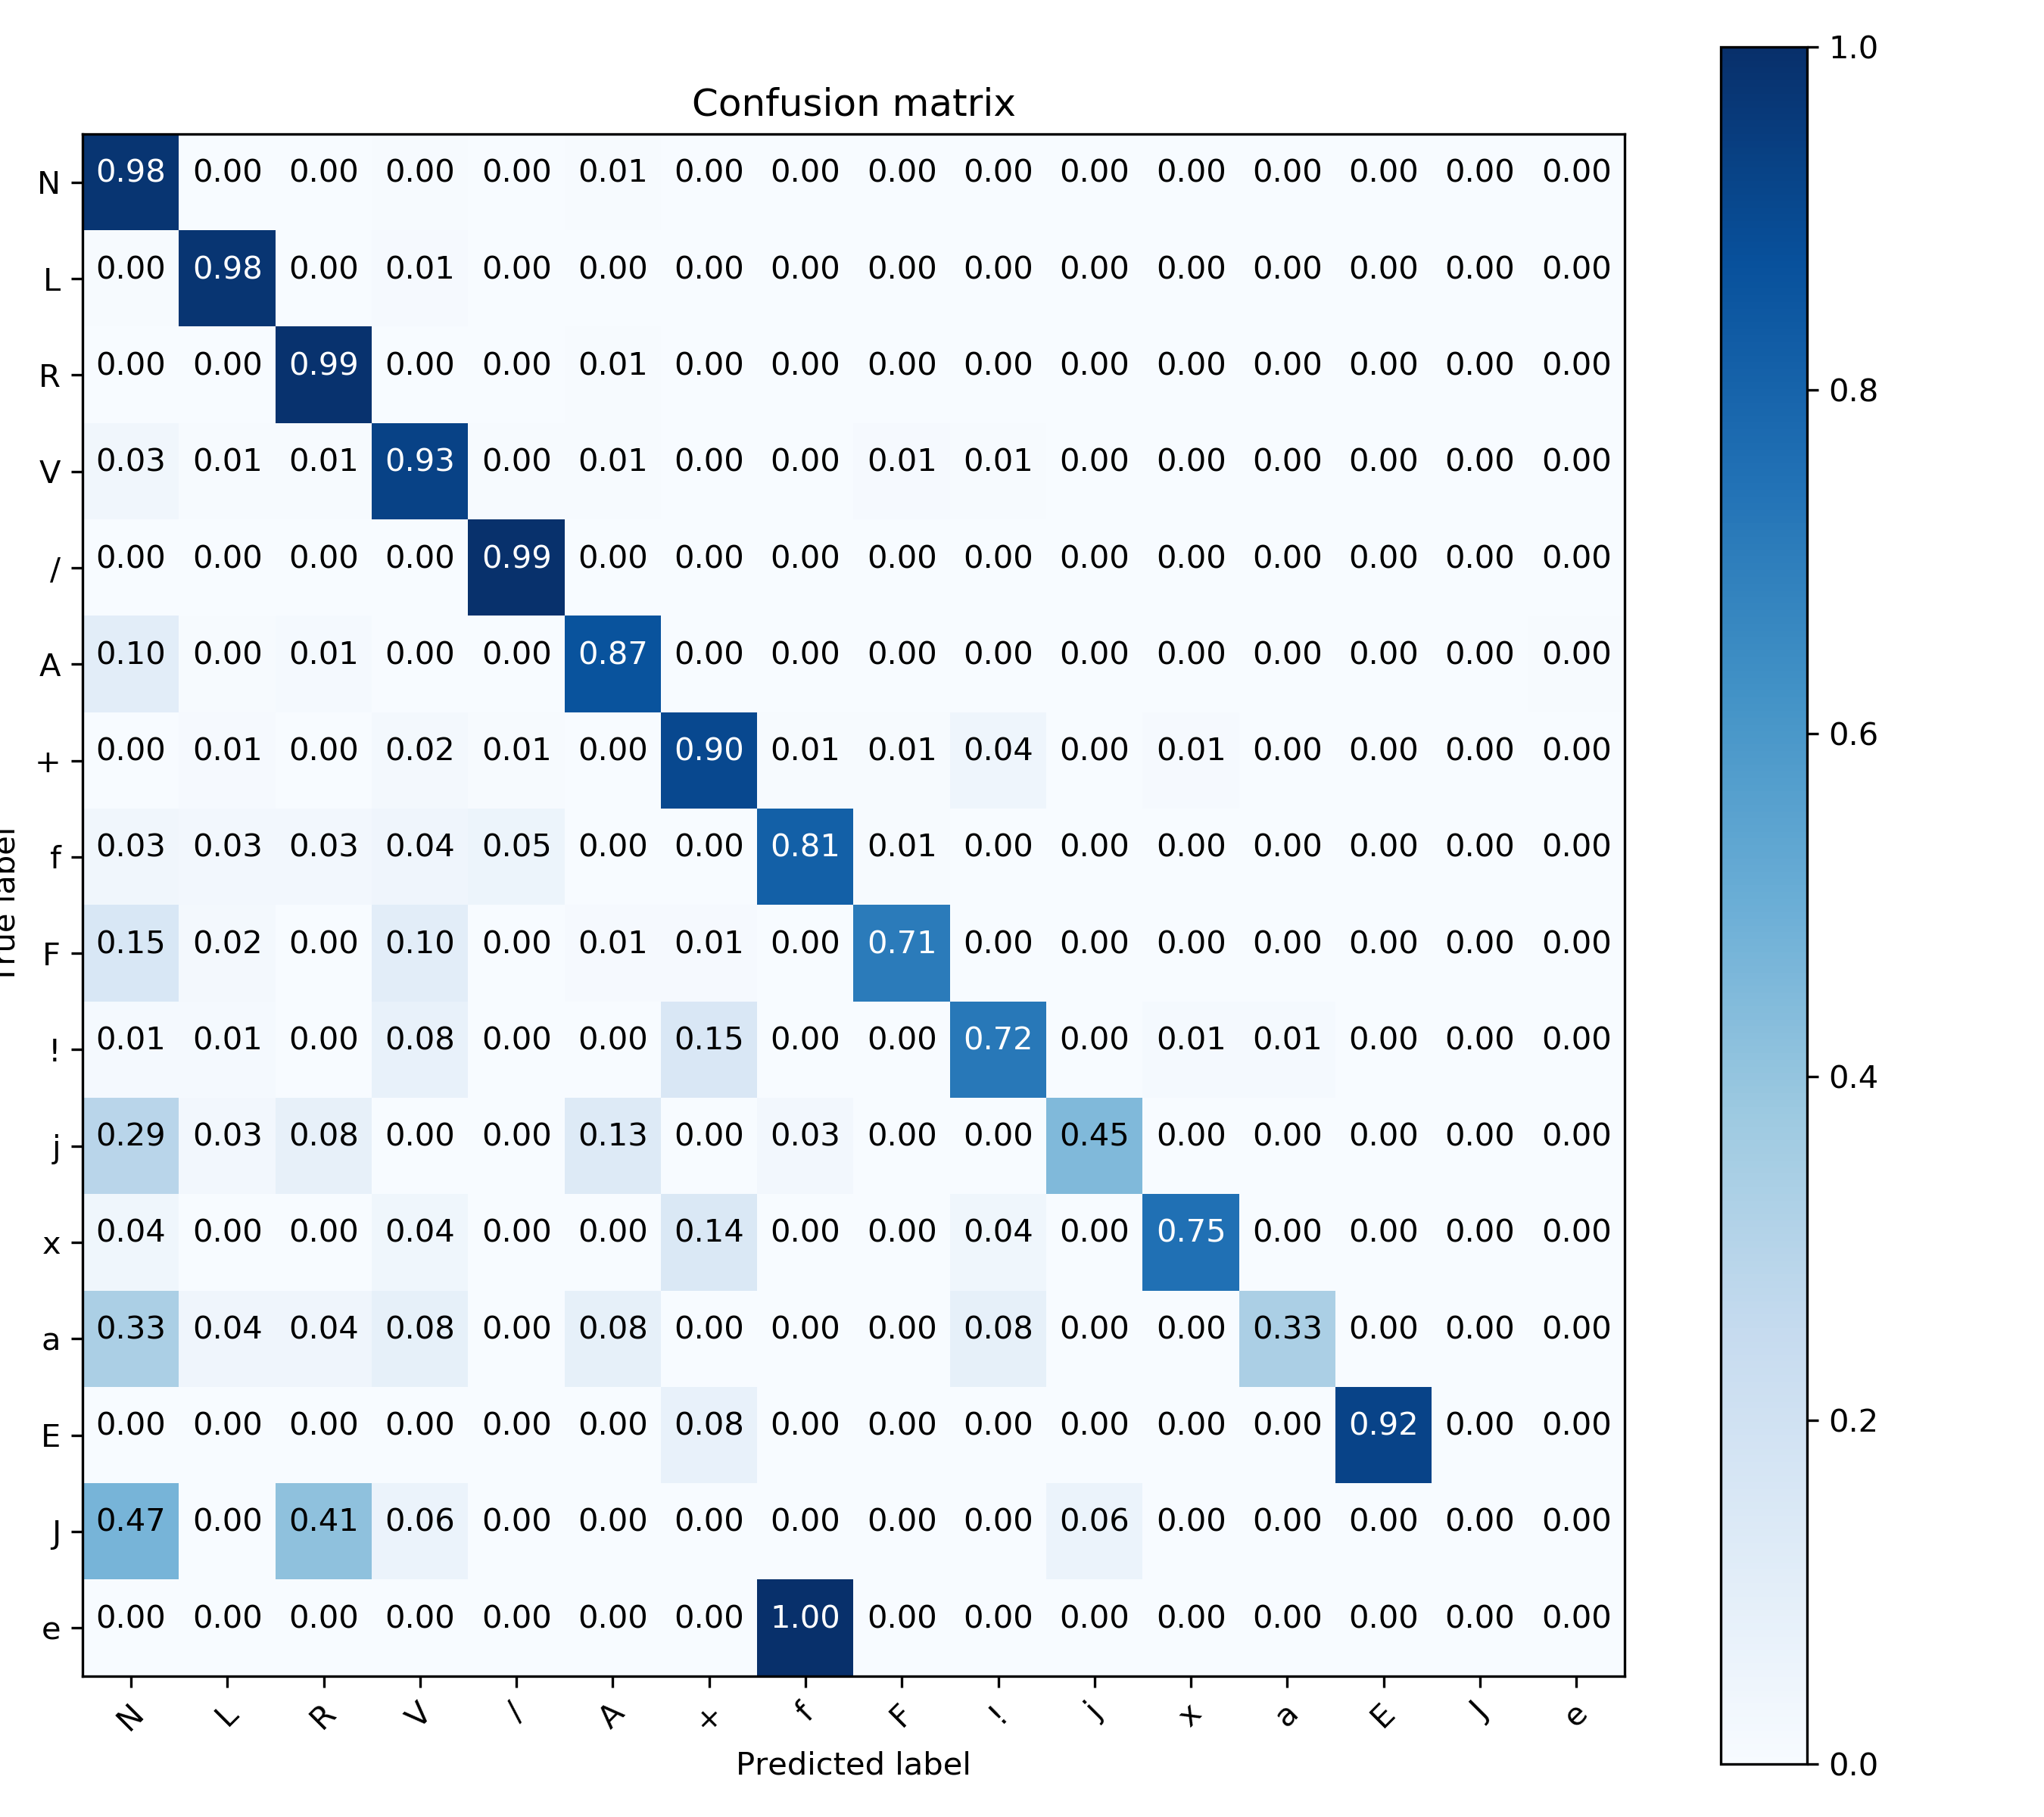 Confusion matrix
N 0.98 0.00 0.00 0.00 0.00 0.01 0.00 0.00 0.00 0.00 0.00 0.00 0.00 0.00 0.00 0.00
L 0.00 0.98 0.00 0.01 0.00 0.00 0.00 0.00 0.00 0.00 0.00 0.00 0.00 0.00 0.00 0.00
R 0.00 0.00 0.99 0.00 0.00 0.01 0.00 0.00 0.00 0.00 0.00 0.00 0.00 0.00 0.00 0.00
V 0.03 0.01 0.01 0.93 0.00 0.01 0.00 0.00 0.01 0.01 0.00 0.00 0.00 0.00 0.00 0.00
/ 0.00 0.00 0.00 0.00 0.99 0.00 0.00 0.00 0.00 0.00 0.00 0.00 0.00 0.00 0.00 0.00
A 0.10 0.00 0.01 0.00 0.00 0.87 0.00 0.00 0.00 0.00 0.00 0.00 0.00 0.00 0.00 0.00
+ 0.00 0.01 0.00 0.02 0.01 0.00 0.90 0.01 0.01 0.04 0.00 0.01 0.00 0.00 0.00 0.00
f 0.03 0.03 0.03 0.04 0.05 0.00 0.00 0.81 0.01 0.00 0.00 0.00 0.00 0.00 0.00 0.00
F 0.15 0.02 0.00 0.10 0.00 0.01 0.01 0.00 0.71 0.00 0.00 0.00 0.00 0.00 0.00 0.00
! 0.01 0.01 0.00 0.08 0.00 0.00 0.15 0.00 0.00 0.72 0.00 0.01 0.01 0.00 0.00 0.00
j 0.29 0.03 0.08 0.00 0.00 0.13 0.00 0.03 0.00 0.00 0.45 0.00 0.00 0.00 0.00 0.00
x 0.04 0.00 0.00 0.04 0.00 0.00 0.14 0.00 0.00 0.04 0.00 0.75 0.00 0.00 0.00 0.00
a 0.33 0.04 0.04 0.08 0.00 0.08 0.00 0.00 0.00 0.08 0.00 0.00 0.33 0.00 0.00 0.00
E 0.00 0.00 0.00 0.00 0.00 0.00 0.08 0.00 0.00 0.00 0.00 0.00 0.00 0.92 0.00 0.00
J 0.47 0.00 0.41 0.06 0.00 0.00 0.00 0.00 0.00 0.00 0.06 0.00 0.00 0.00 0.00 0.00
e 0.00 0.00 0.00 0.00 0.00 0.00 0.00 1.00 0.00 0.00 0.00 0.00 0.00 0.00 0.00 0.00
N L R V / A + f F ! j x a E J e
Predicted label
True label
1.0
0.8
0.6
0.4
0.2
0.0